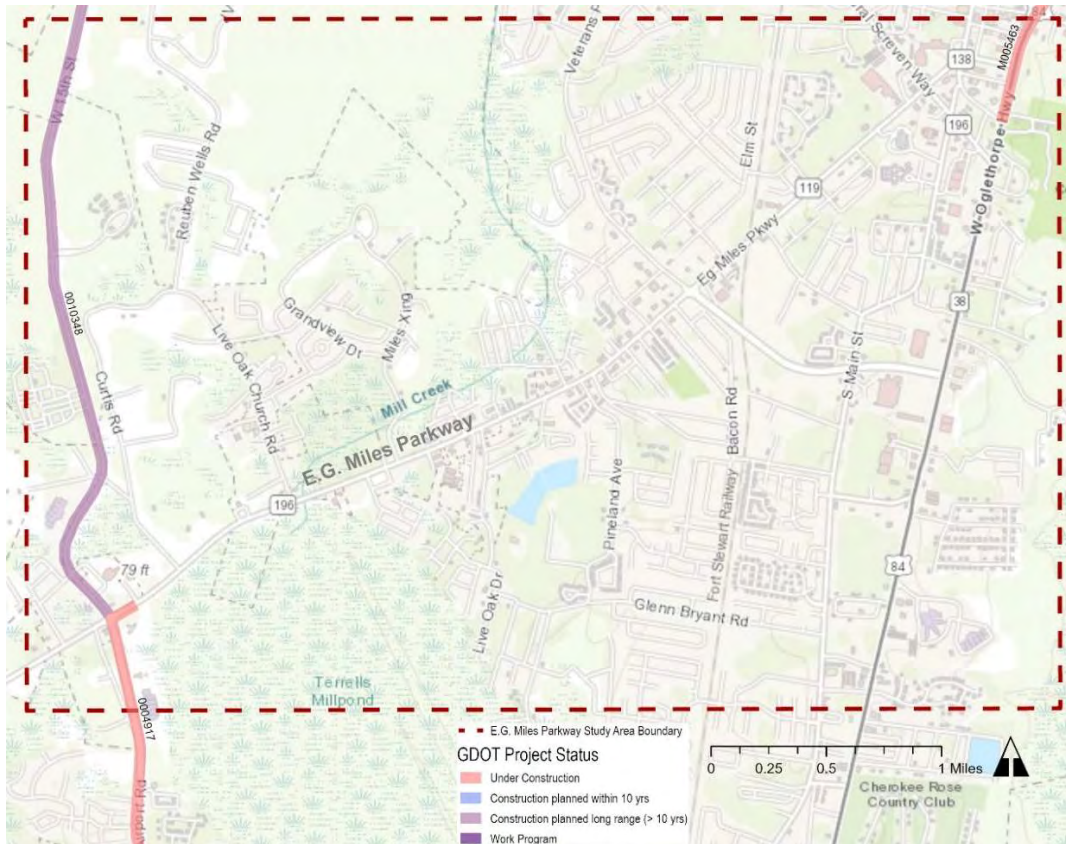 W 15th St
Reuben Wells Rd
0010348
Curtis Rd
Live Oak Church Rd
Grandview Dt
Miles Xing
Mill Creek
E.G. Miles Parkway
196
79 ft
0004917
Terrells
Millpond
Live Oak Dr
Pineland Ave
Glenn Bryant Rd
Fort Stewart Railway
Bacon Rd
Elm St
Eg Miles Pkwy
119
S Main St
Screven Way
138
196
M005463
W Oglethorpe Hwy
38
84
Cherokee Rose
Country Club
E.G. Miles Parkway Study Area Boundary
GDOT Project Status
Under Construction
Construction planned within 10 yrs
Construction planned long range (> 10 yrs)
Work Program
0 0.25 0.5 1 Miles